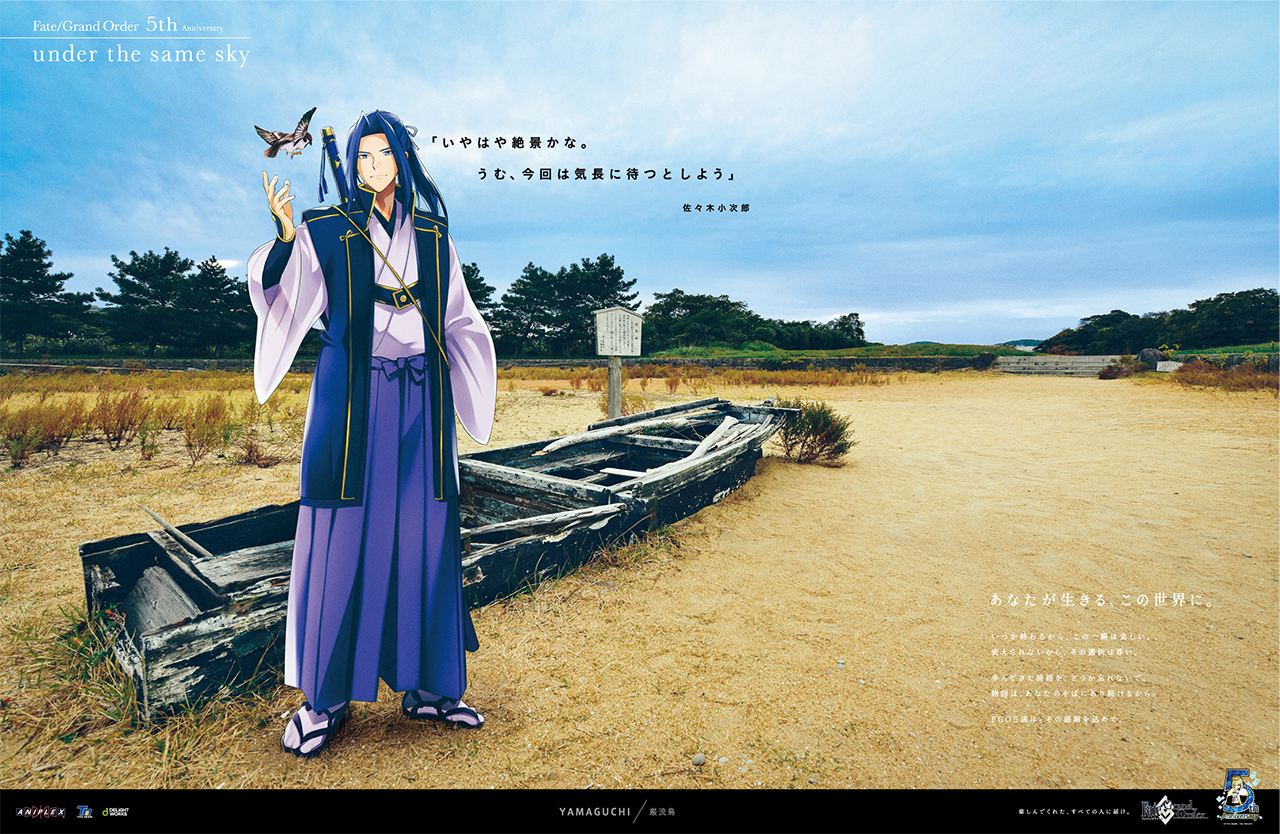 Fate/Grand Order 5th Anniversary
under the same sky
「いやはや絶景かな。
うむ、今回は気長に待つとしよう」
佐々木小次郎
あなたが生きる、この世界に。
いつか終わるから、この一瞬は美しい。
変えられないから、その選択は尊い。
歩んできた旅路を、どうか忘れないで。
物語は、あなたのそばにあり続けるから。
FGO5周年、その感謝を込めて。
ANIPLEX
DELIGHT WORKS
YAMAGUCHI / 巌流島
楽しんでくれた、すべての人に届け。
Fate/Grand Order
5th Anniversary